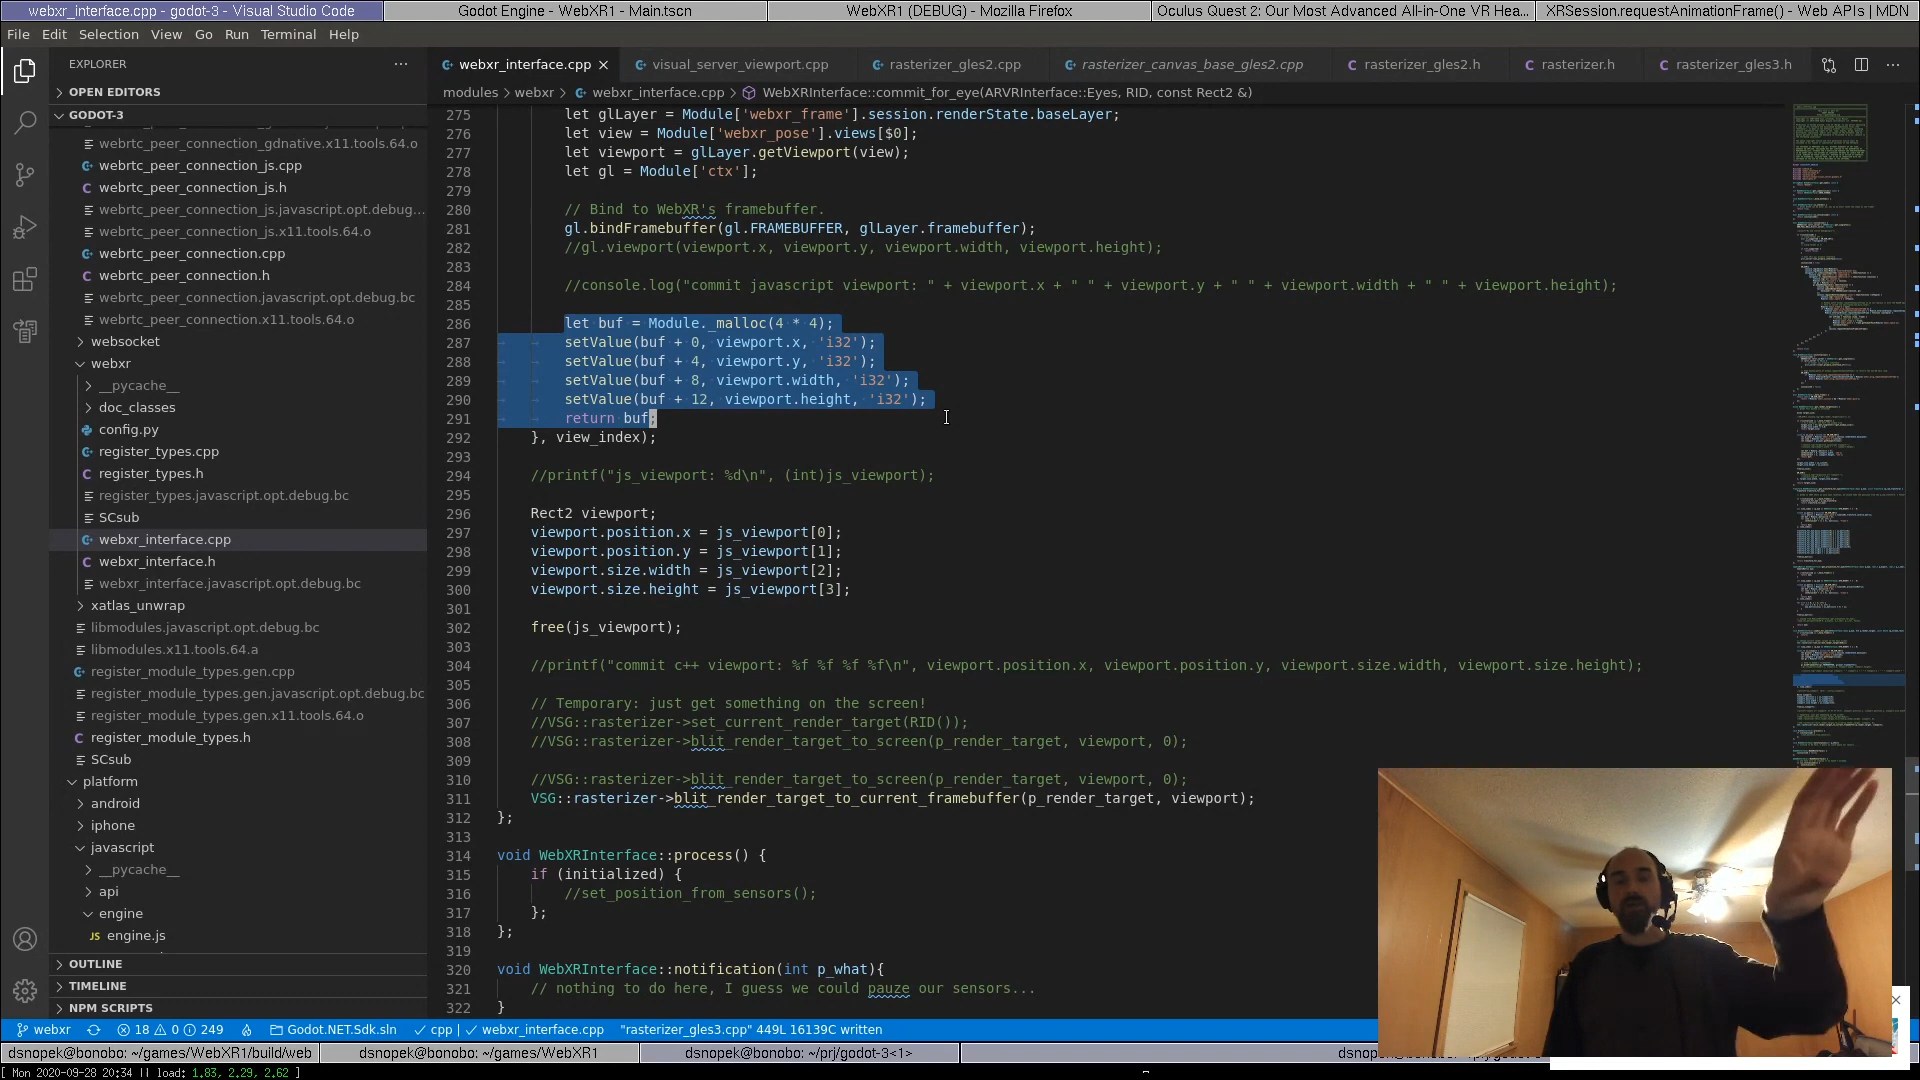 webxr_interface.cpp - godot-3 - Visual Studio Code
Godot Engine - WebXR1 - Main.tscn
WebXR1 (DEBUG) - Mozilla Firefox
Oculus Quest 2: Our Most Advanced All-in-One VR Hea...
XRSession.requestAnimationFrame() - Web APIs | MDN
File Edit Selection View Go Run Terminal Help
EXPLORER
OPEN EDITORS
GODOT-3
webrtc_peer_connection_gdnative.x11.tools.64.o
webrtc_peer_connection_js.cpp
webrtc_peer_connection_js.h
webrtc_peer_connection_js.javascript.opt.debug...
webrtc_peer_connection_js.x11.tools.64.o
webrtc_peer_connection.cpp
webrtc_peer_connection.h
webrtc_peer_connection.javascript.opt.debug.bc
webrtc_peer_connection.x11.tools.64.o
websocket
webxr
__pycache__
doc_classes
config.py
register_types.cpp
register_types.h
register_types.javascript.opt.debug.bc
SCsub
webxr_interface.cpp
webxr_interface.h
webxr_interface.javascript.opt.debug.bc
xatlas_unwrap
libmodules.javascript.opt.debug.bc
libmodules.x11.tools.64.a
register_module_types.gen.cpp
register_module_types.gen.javascript.opt.debug.bc
register_module_types.gen.x11.tools.64.o
register_module_types.h
SCsub
platform
android
iphone
javascript
__pycache__
api
engine
JS engine.js
OUTLINE
TIMELINE
NPM SCRIPTS
webxr_interface.cpp
visual_server_viewport.cpp
rasterizer_gles2.cpp
rasterizer_canvas_base_gles2.cpp
rasterizer_gles2.h
rasterizer.h
rasterizer_gles3.h
modules > webxr > webxr_interface.cpp > WebXRInterface::commit_for_eye(ARVRInterface::Eyes, RID, const Rect2 &)
275 let glLayer = Module['webxr_frame'].session.renderState.baseLayer;
276 let view = Module['webxr_pose'].views[$0];
277 let viewport = glLayer.getViewport(view);
278 let gl = Module['ctx'];
279
280 // Bind to WebXR's framebuffer.
281 gl.bindFramebuffer(gl.FRAMEBUFFER, glLayer.framebuffer);
282 //gl.viewport(viewport.x, viewport.y, viewport.width, viewport.height);
283
284 //console.log("commit javascript viewport: " + viewport.x + " " + viewport.y + " " + viewport.width + " " + viewport.height);
285
286 let buf = Module._malloc(4 * 4);
287 setValue(buf + 0, viewport.x, 'i32');
288 setValue(buf + 4, viewport.y, 'i32');
289 setValue(buf + 8, viewport.width, 'i32');
290 setValue(buf + 12, viewport.height, 'i32');
291 return buf;
292 }, view_index);
293
294 //printf("js_viewport: %d\n", (int)js_viewport);
295
296 Rect2 viewport;
297 viewport.position.x = js_viewport[0];
298 viewport.position.y = js_viewport[1];
299 viewport.size.width = js_viewport[2];
300 viewport.size.height = js_viewport[3];
301
302 free(js_viewport);
303
304 //printf("commit c++ viewport: %f %f %f %f\n", viewport.position.x, viewport.position.y, viewport.size.width, viewport.size.height);
305
306 // Temporary: just get something on the screen!
307 //VSG::rasterizer->set_current_render_target(RID());
308 //VSG::rasterizer->blit_render_target_to_screen(p_render_target, viewport, 0);
309
310 //VSG::rasterizer->blit_render_target_to_screen(p_render_target, viewport, 0);
311 VSG::rasterizer->blit_render_target_to_current_framebuffer(p_render_target, viewport);
312 };
313
314 void WebXRInterface::process() {
315 if (initialized) {
316 //set_position_from_sensors();
317 };
318 };
319
320 void WebXRInterface::notification(int p_what){
321 // nothing to do here, I guess we could pauze our sensors...
322 }
webxr 18 0 249 Godot.NET.Sdk.sln ✓ cpp | ✓ webxr_interface.cpp "rasterizer_gles3.cpp" 449L 16139C written
dsnopek@bonobo: ~/games/WebXR1/build/web
dsnopek@bonobo: ~/games/WebXR1
dsnopek@bonobo: ~/prj/godot-3<1>
[ Mon 2020-09-28 20:34 || load: 1.83, 2.29, 2.62 ]